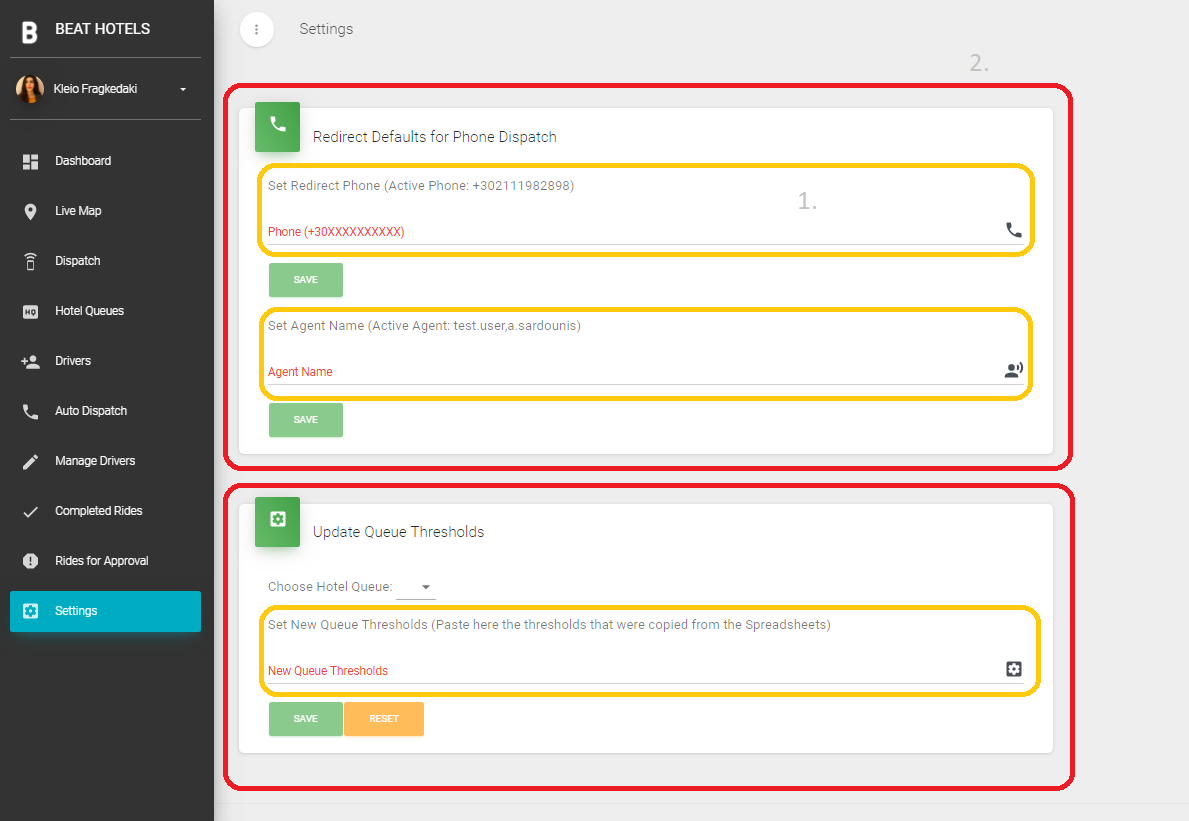 B BEAT HOTELS
Kleio Fragkedaki
Dashboard
Live Map
Dispatch
HQ Hotel Queues
Drivers
Auto Dispatch
Manage Drivers
Completed Rides
Rides for Approval
Settings
Settings
2.
Redirect Defaults for Phone Dispatch
Set Redirect Phone (Active Phone: +302111982898)
1.
Phone (+30XXXXXXXXXX)
SAVE
Set Agent Name (Active Agent: test.user,a.sardounis)
Agent Name
SAVE
Update Queue Thresholds
Choose Hotel Queue:
Set New Queue Thresholds (Paste here the thresholds that were copied from the Spreadsheets)
New Queue Thresholds
SAVE RESET